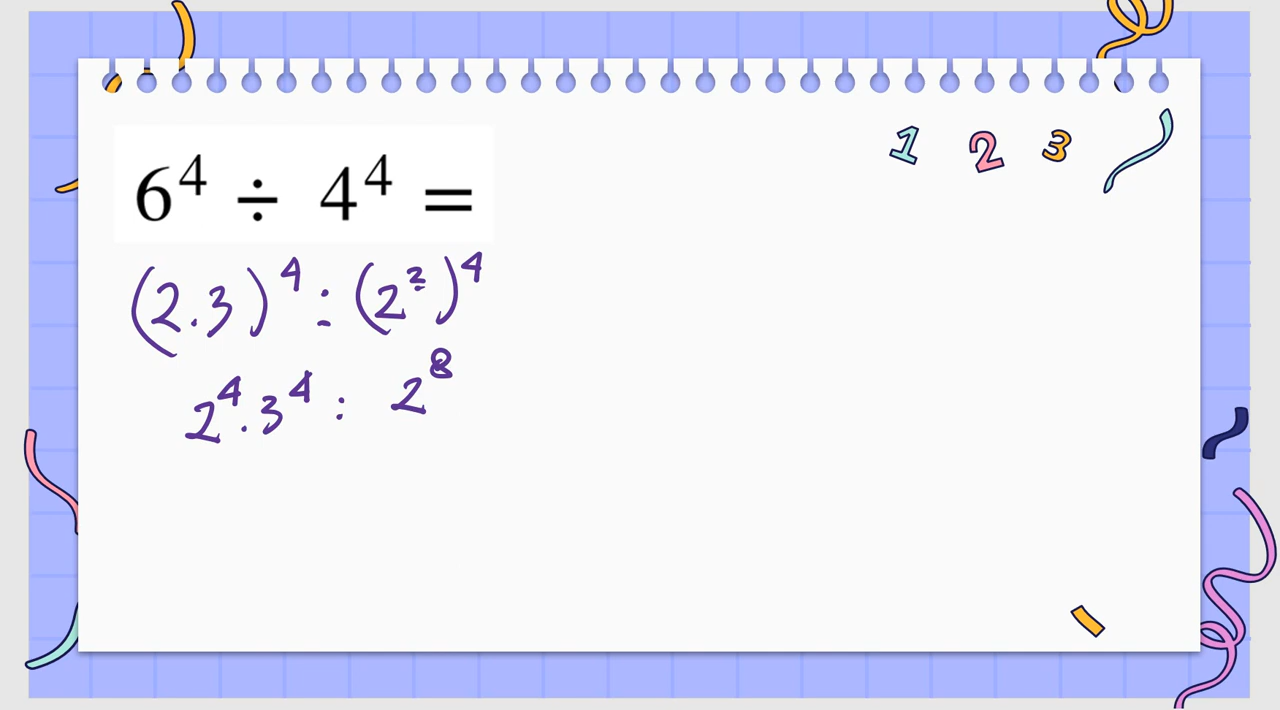 1 2 3
6⁴ ÷ 4⁴ =
(2.3)⁴ : (2²)⁴
2⁴.3⁴ : 2⁸